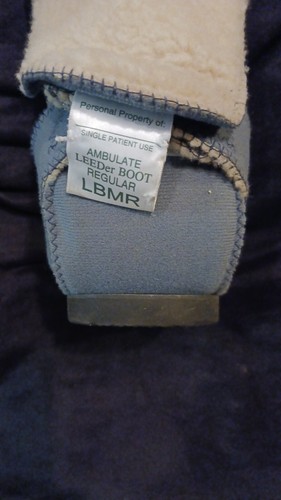 Personal Property of:
SINGLE PATIENT USE
AMBULATE
LEEDer BOOT
REGULAR
LBMR